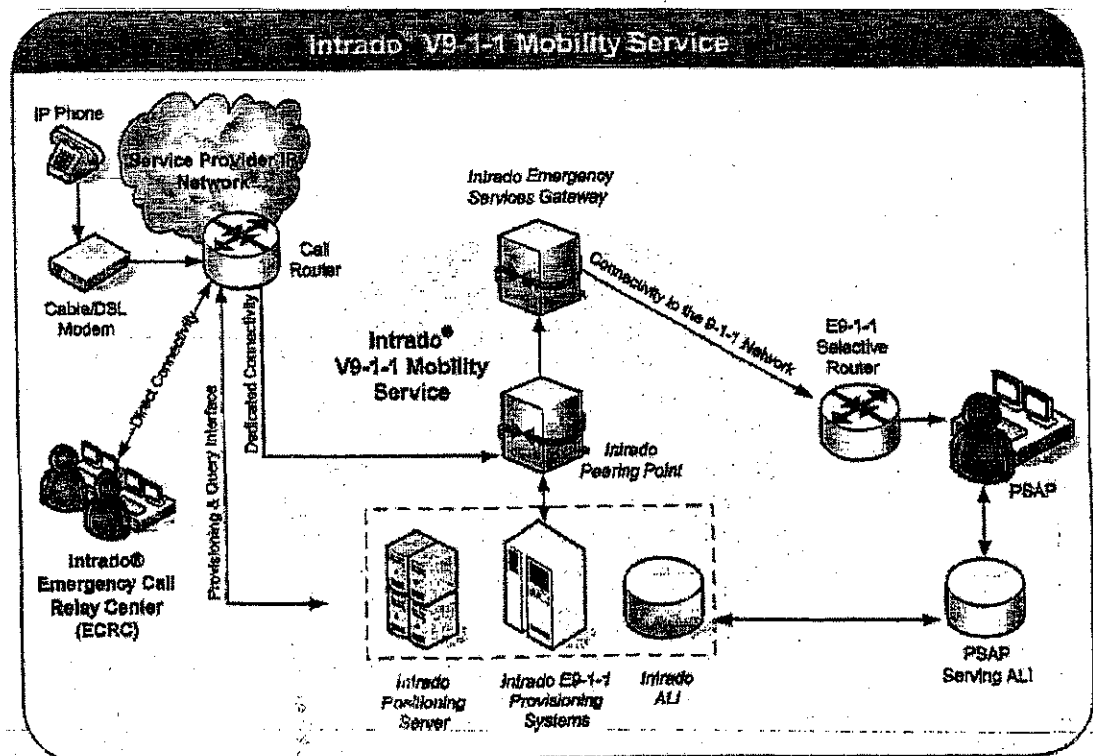 Intrado® V9-1-1 Mobility Service
IP Phone
Service Provider IP
Network
Call
Router
Cable/DSL
Modem
Intrado Emergency
Services Gateway
Connectivity to the 9-1-1 Network
E9-1-1
Selective
Router
Intrado®
V9-1-1 Mobility
Service
Direct Connectivity
Provisioning & Query Interface
Dedicated Connectivity
Intrado
Peering Point
PSAP
Intrado®
Emergency Call
Relay Center
(ECRC)
Intrado
Positioning
Server
Intrado E9-1-1
Provisioning
Systems
Intrado
ALI
PSAP
Serving ALI